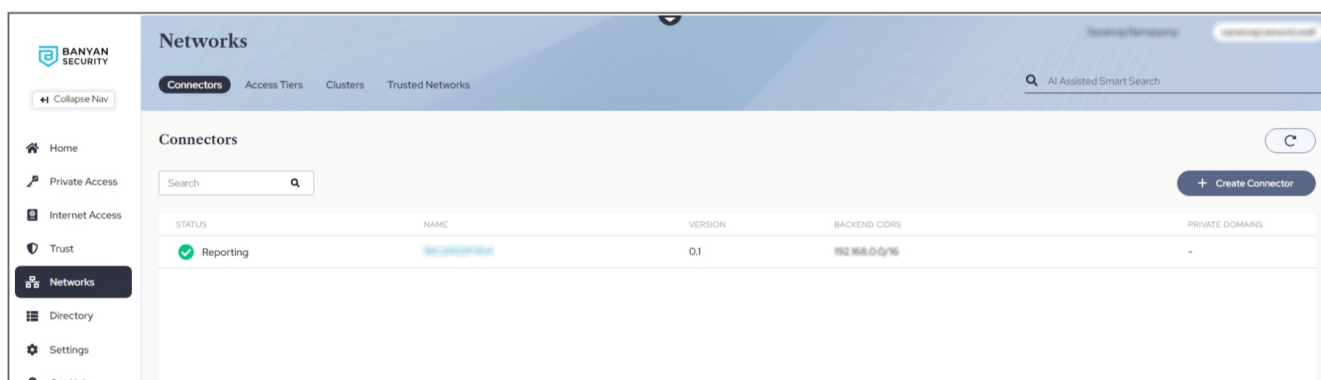 BANYAN
SECURITY
Collapse Nav
Home
Private Access
Internet Access
Trust
Networks
Directory
Settings
Networks
Connectors Access Tiers Clusters Trusted Networks
AI Assisted Smart Search
Connectors
Search
+ Create Connector
STATUS NAME VERSION BACKEND CIDRS PRIVATE DOMAINS
Reporting 0.1 192.168.0.0/16 -